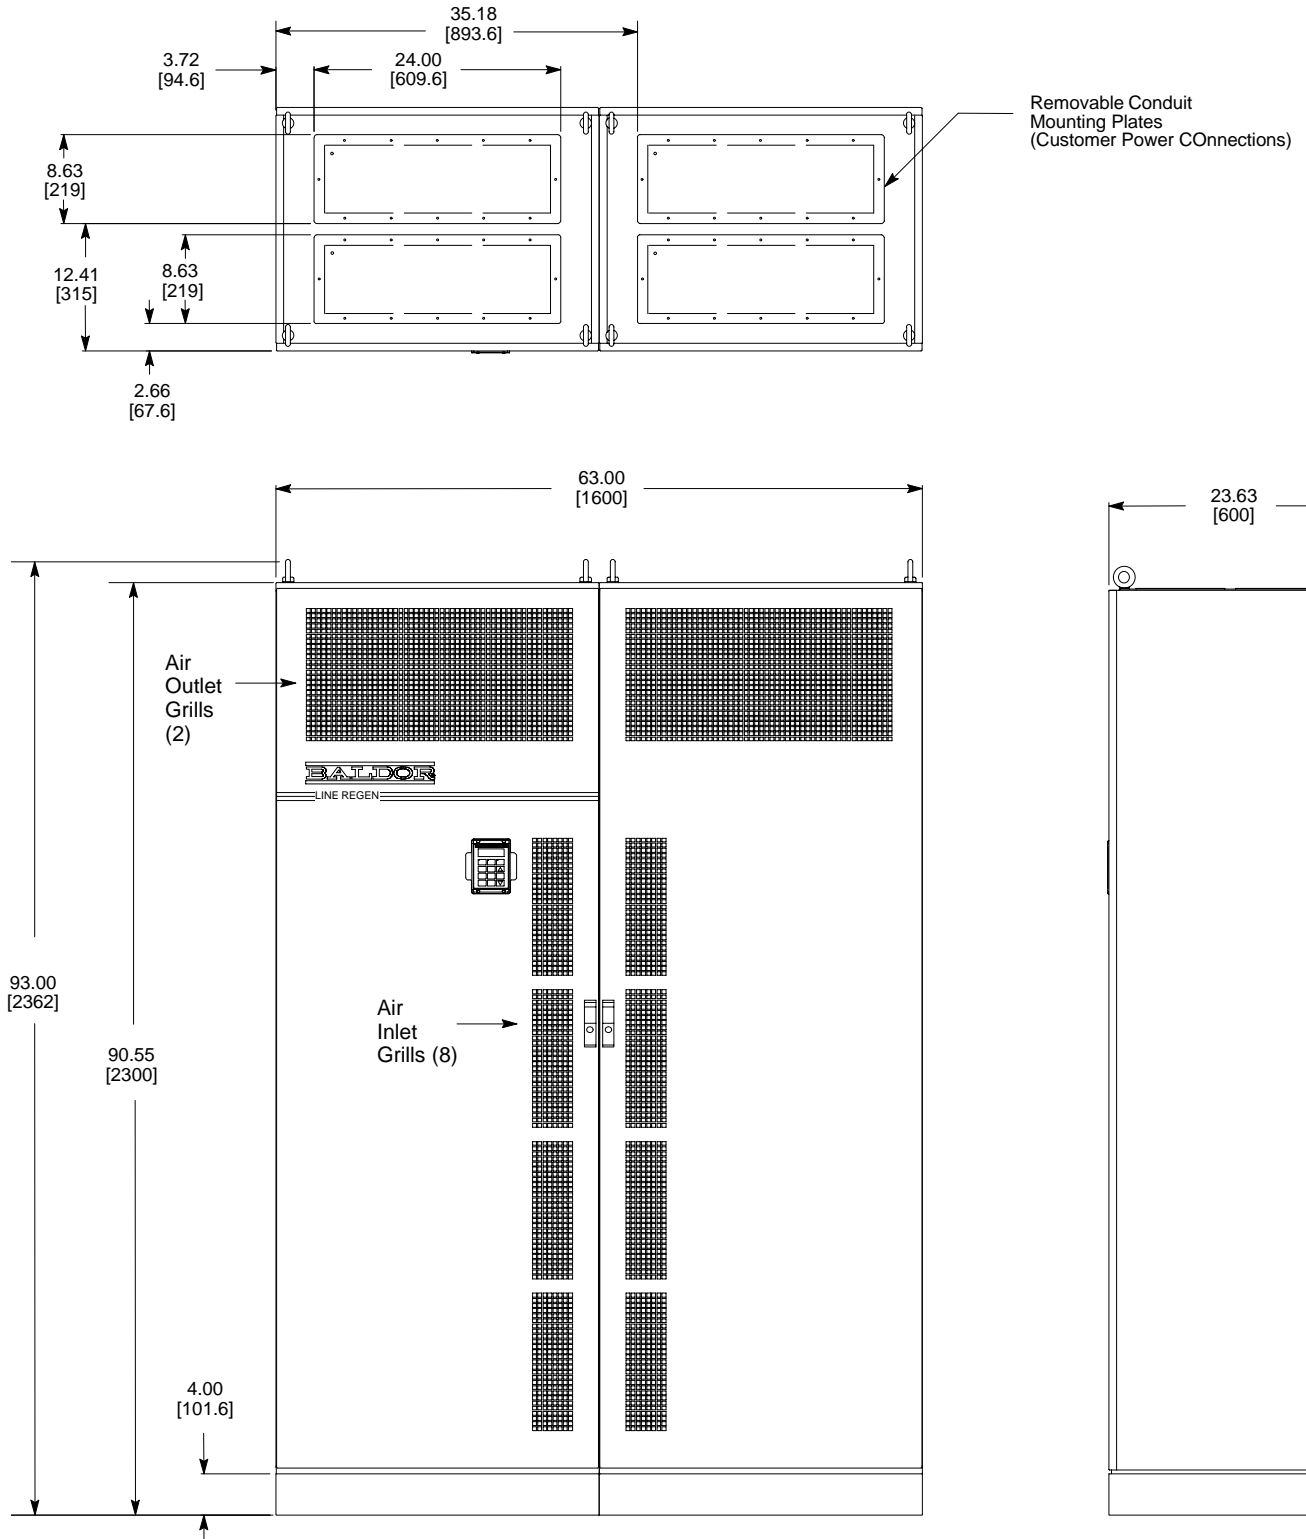 35.18
[893.6]
3.72
[94.6]
24.00
[609.6]
Removable Conduit
Mounting Plates
(Customer Power COnnections)
8.63
[219]
12.41
[315]
8.63
[219]
2.66
[67.6]
63.00
[1600]
23.63
[600]
Air
Outlet
Grills
(2)
BALDOR
LINE REGEN
93.00
[2362]
Air
Inlet
Grills (8)
90.55
[2300]
4.00
[101.6]